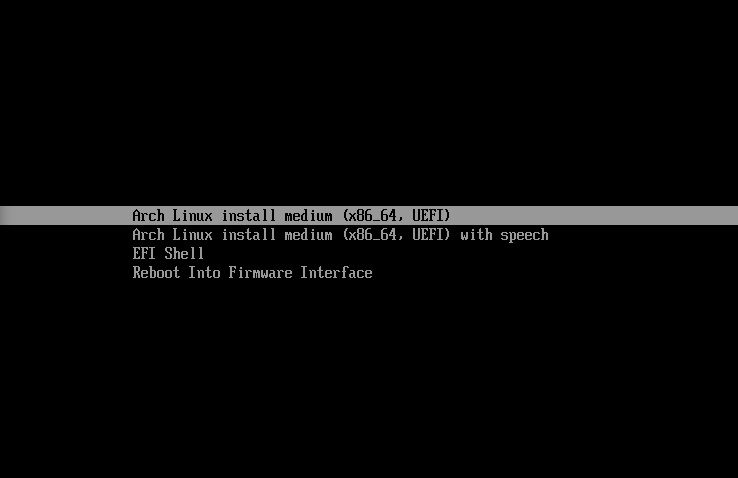 Arch Linux install medium (x86_64, UEFI)
Arch Linux install medium (x86_64, UEFI) with speech
EFI Shell
Reboot Into Firmware Interface